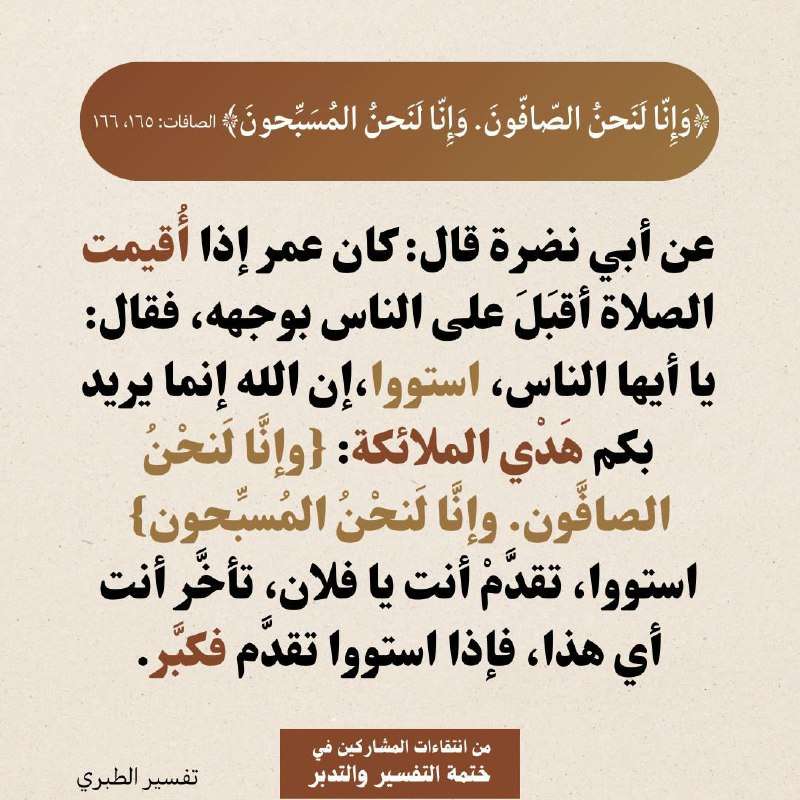 ﴿وَإِنّا لَنَحنُ الصّافّونَ. وَإِنّا لَنَحنُ المُسَبِّحونَ﴾ الصافات: ١٦٥، ١٦٦
عن أبي نضرة قال: كان عمر إذا أُقيمت
الصلاة أقبَلَ على الناس بوجهه، فقال:
يا أيها الناس، استووا،إن الله إنما يريد
بكم هَدْي الملائكة: {وإنَّا لَنحْنُ
الصافَّون. وإنَّا لَنحْنُ المُسبِّحون}
استووا، تقدَّمْ أنت يا فلان، تأخَّر أنت
أي هذا، فإذا استووا تقدَّم فكبَّر.
من انتقاءات المشاركين في
ختمة التفسير والتدبر
تفسير الطبري